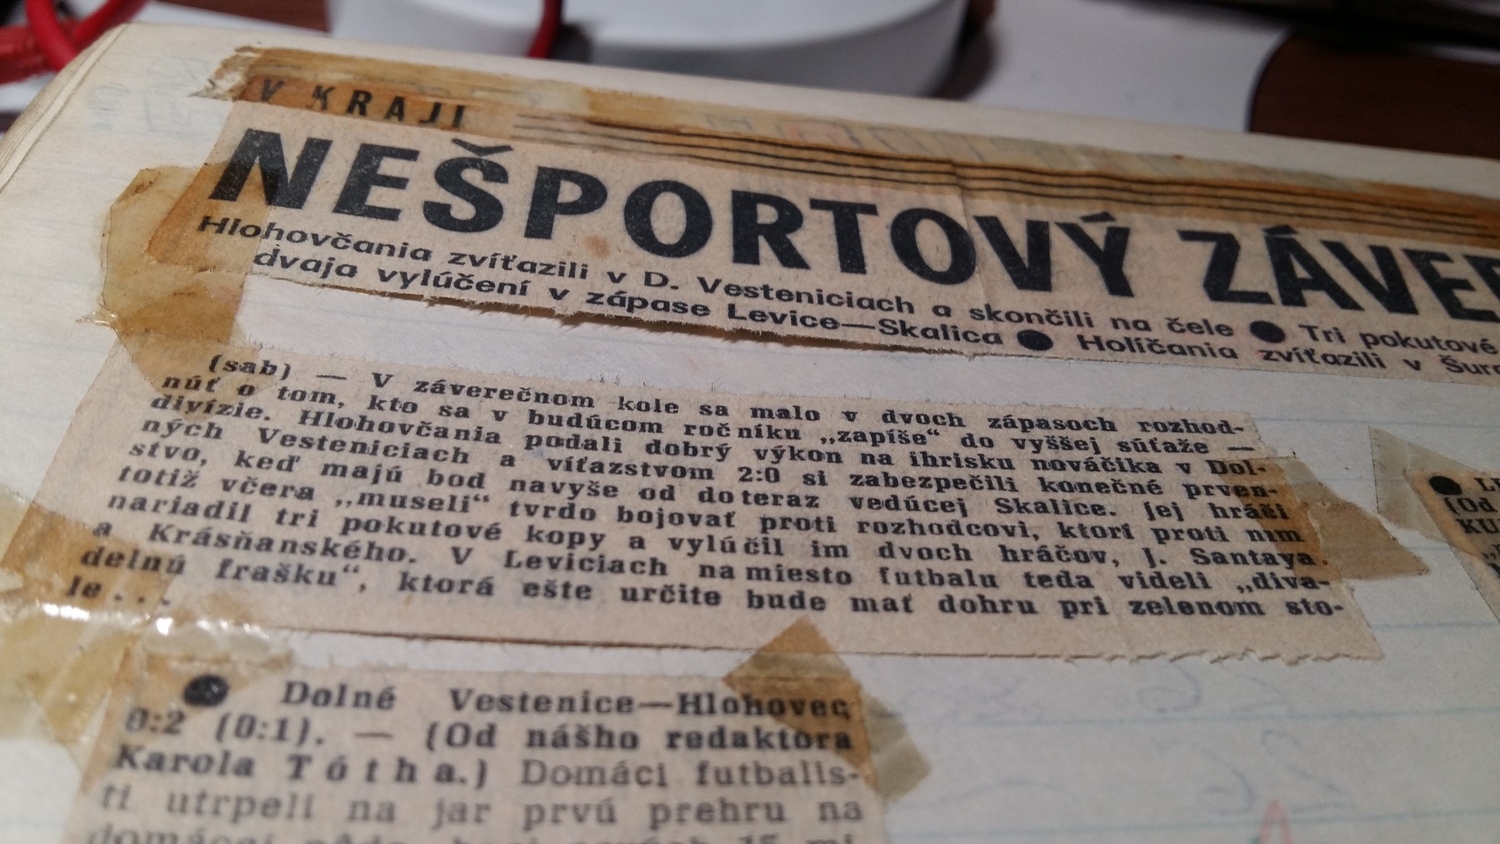 V KRAJI
NEŠPORTOVÝ
Hlohovčania zvíťazili v D. Vesteniciach a skončili na čele ● Tri pokutové
dvaja vylúčení v zápase Levice—Skalica ● Holíčania zvíťazili v
(sab) — V záverečnom kole sa malo v dvoch zápasoch rozhod-
núť o tom, kto sa v budúcom ročníku „zapíše“ do vyššej súťaže —
divízie. Hlohovčania podali dobrý výkon na ihrisku nováčika v Dol-
ných Vesteniciach a víťazstvom 2:0 si zabezpečili konečné prven-
stvo, keď majú bod navyše od doteraz vedúcej Skalice. Jej hráči
totiž včera „museli“ tvrdo bojovať proti rozhodcovi, ktorí proti nim
nariadil tri pokutové kopy a vylúčil im dvoch hráčov, J. Santaya
a Krásňanského. V Leviciach namiesto futbalu teda videli „diva-
delnú frašku“, ktorá ešte určite bude mať dohru pri zelenom sto-
le...
● Dolné Vestenice—Hlohovec
0:2 (0:1). — (Od nášho redaktora
Karola Tótha.) Domáci futbalis-
ti utrpeli na jar prvú prehru na
● 
(Od